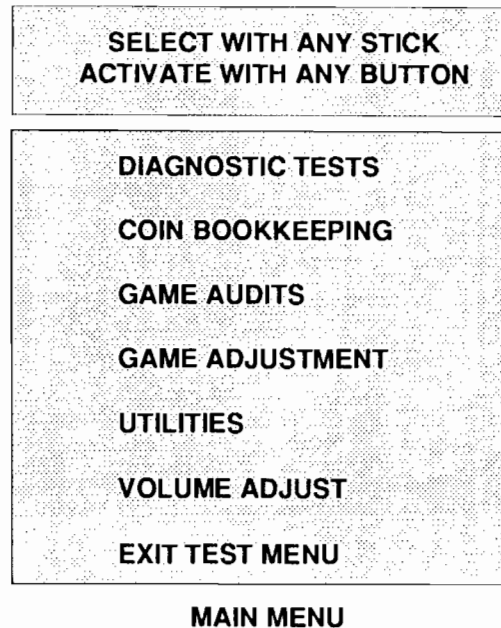 SELECT WITH ANY STICK
ACTIVATE WITH ANY BUTTON
DIAGNOSTIC TESTS
COIN BOOKKEEPING
GAME AUDITS
GAME ADJUSTMENT
UTILITIES
VOLUME ADJUST
EXIT TEST MENU
MAIN MENU